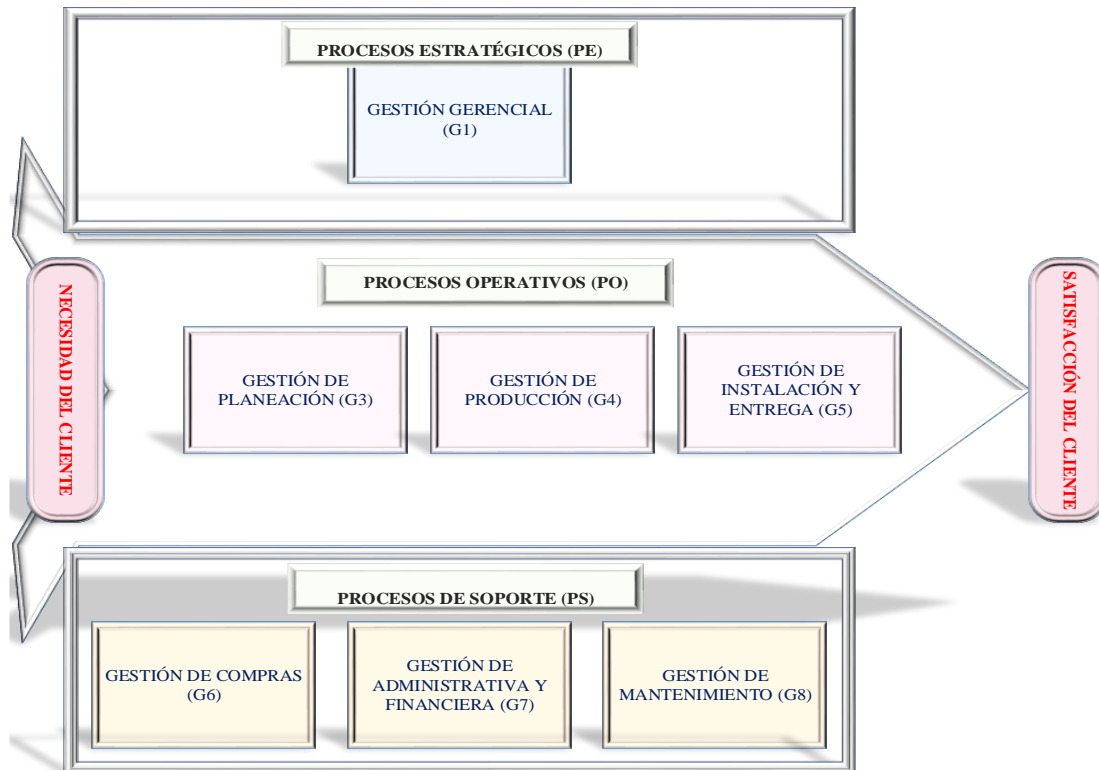 PROCESOS ESTRATÉGICOS (PE)
GESTIÓN GERENCIAL
(G1)
NECESIDAD DEL CLIENTE
PROCESOS OPERATIVOS (PO)
GESTIÓN DE
PLANEACIÓN (G3)
GESTIÓN DE
PRODUCCIÓN (G4)
GESTIÓN DE
INSTALACIÓN Y
ENTREGA (G5)
SATISFACCIÓN DEL CLIENTE
PROCESOS DE SOPORTE (PS)
GESTIÓN DE COMPRAS
(G6)
GESTIÓN DE
ADMINISTRATIVA Y
FINANCIERA (G7)
GESTIÓN DE
MANTENIMIENTO (G8)